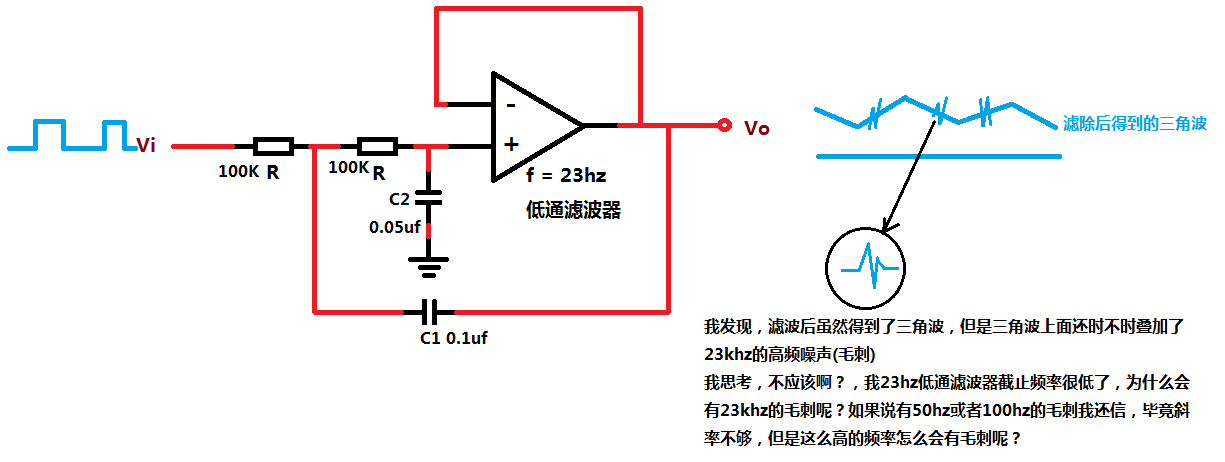 Vi
100K R
100K R
C2
0.05uf
C1 0.1uf
-
+
f = 23hz
低通滤波器
Vo
滤除后得到的三角波
我发现，滤波后虽然得到了三角波，但是三角波上面还时不时叠加了
23khz的高频噪声(毛刺)
我思考，不应该啊？，我23hz低通滤波器截止频率很低了，为什么会
有23khz的毛刺呢？如果说有50hz或者100hz的毛刺我还信，毕竟斜
率不够，但是这么高的频率怎么会有毛刺呢？